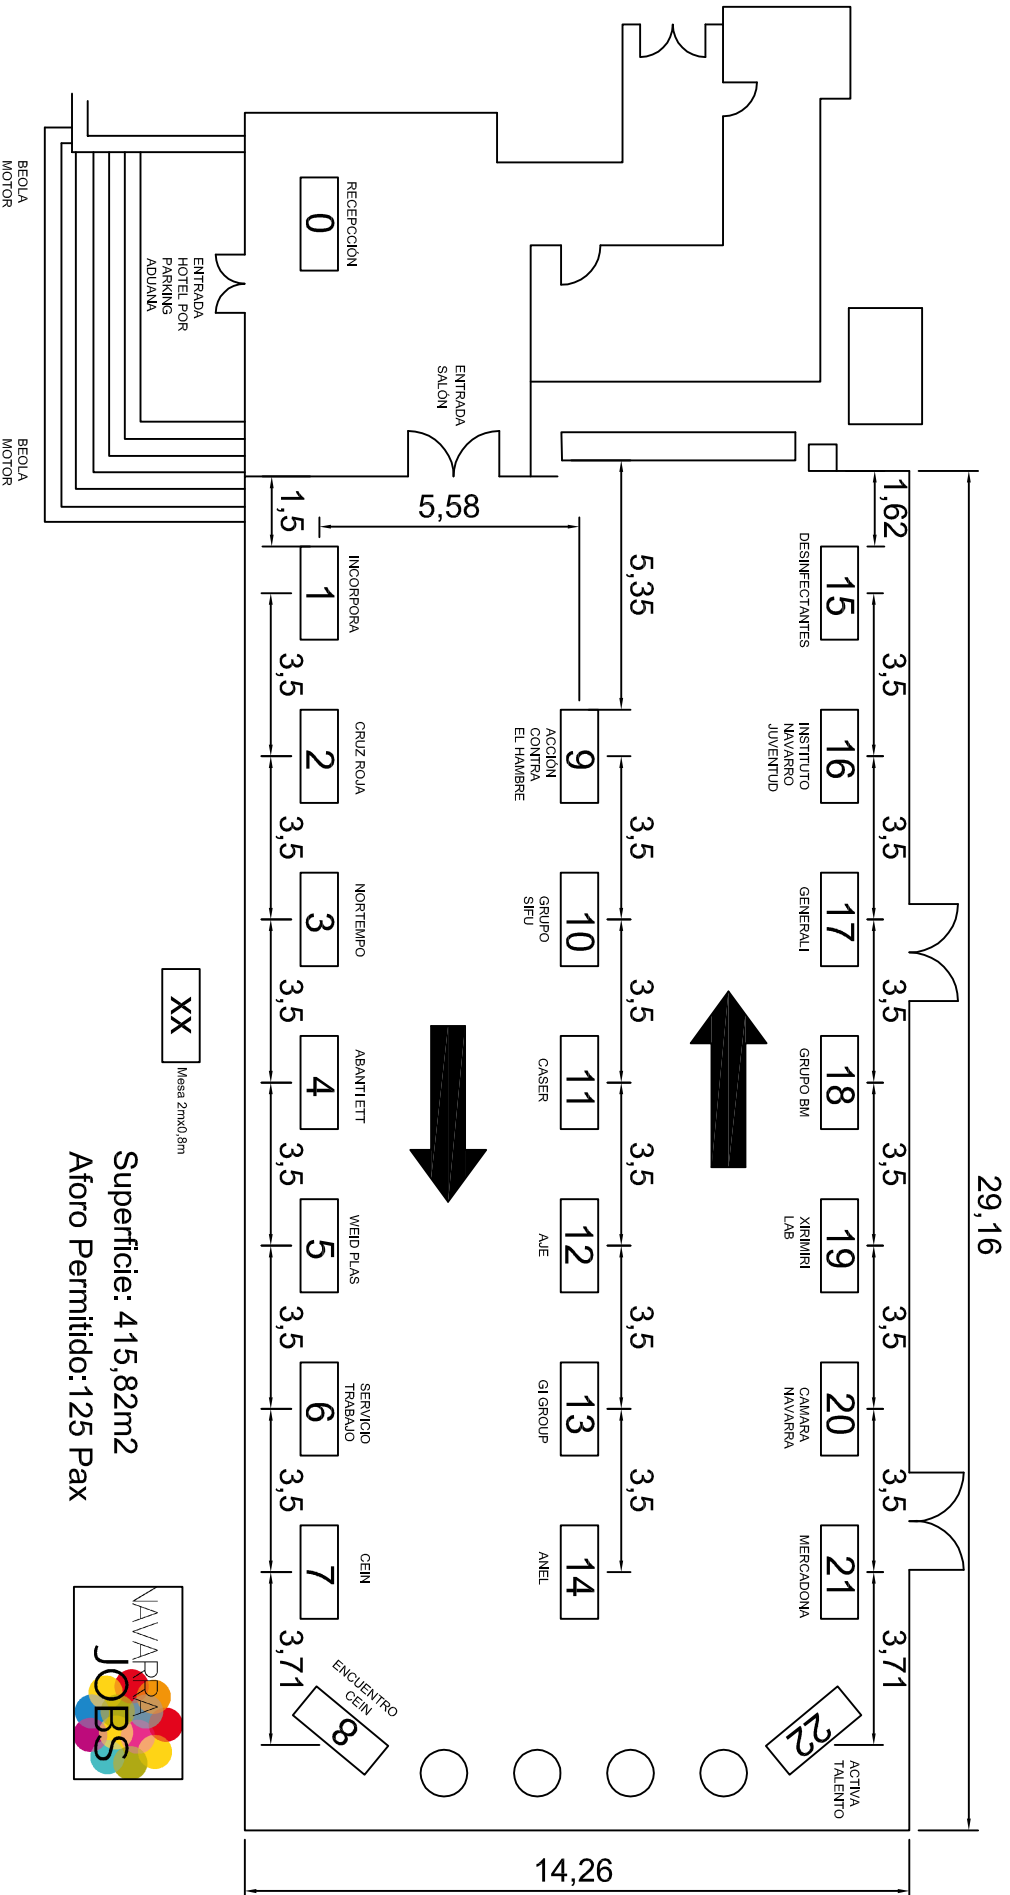 29,16
1,62
3,5
3,5
3,5
3,5
3,5
3,5
3,71
15
DESINFECTANTES
16
INSTITUTO
NAVARRO
JUVENTUD
17
GENERALI
18
GRUPO BM
19
XIRIMIRI
LAB
20
CAMARA
NAVARRA
21
MERCADONA
22
ACTIVA
TALENTO
5,35
3,5
3,5
3,5
3,5
3,5
9
ACCIÓN
CONTRA
EL HAMBRE
10
GRUPO
SIFU
11
CASER
12
AJE
13
GI GROUP
14
ANEL
14,26
5,58
ENTRADA
SALÓN
RECEPCIÓN
0
INCORPORA
1
CRUZ ROJA
2
NORTEMPO
3
ABANTI ETT
4
WEID PLAS
5
SERVICIO
TRABAJO
6
CEIN
7
ENCUENTRO
CEIN
8
1,5
3,5
3,5
3,5
3,5
3,5
3,5
3,71
ENTRADA
HOTEL POR
PARKING
ADUANA
BEOLA
MOTOR
BEOLA
MOTOR
XX
Mesa 2mx0,8m
Superficie: 415,82m2
Aforo Permitido:125 Pax
NAVARRA
JOBS